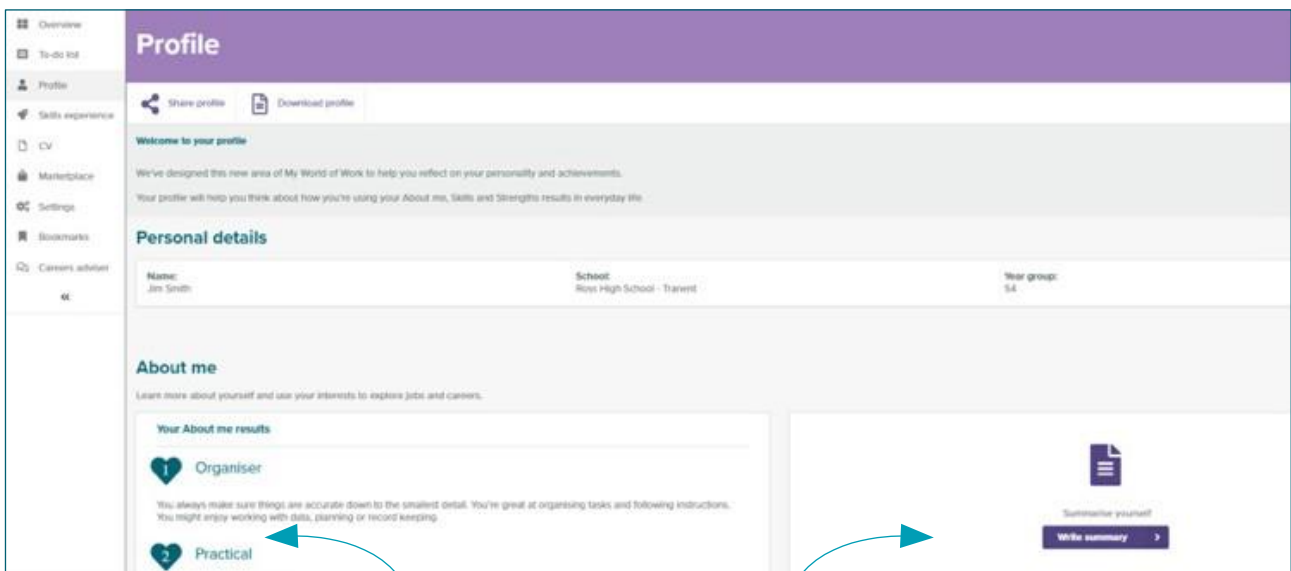 Overview
To-do list
Profile
Skills experience
CV
Marketplace
Settings
Bookmarks
Careers adviser
«
Profile
Share profile
Download profile
Welcome to your profile
We've designed this new area of My World of Work to help you reflect on your personality and achievements.
Your profile will help you think about how you're using your About me, Skills and Strengths results in everyday life
Personal details
Name: School: Year group:
Jim Smith Ross High School - Tranent S4
About me
Learn more about yourself and use your interests to explore jobs and careers.
Your About me results
1 Organiser
You always make sure things are accurate down to the smallest detail. You're great at organising tasks and following instructions.
You might enjoy working with data, planning or record keeping.
2 Practical
Summarise yourself
Write summary >